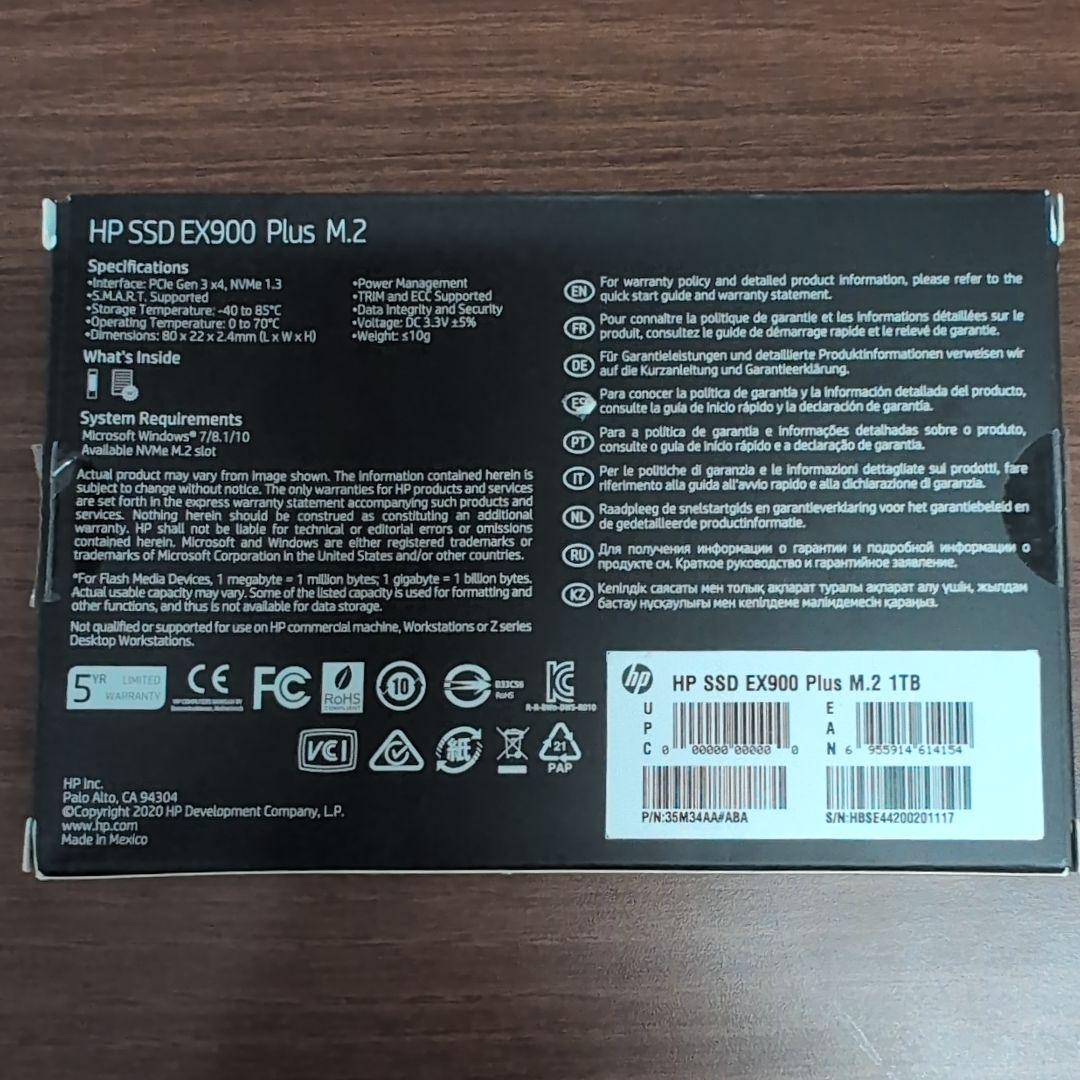 HP SSD EX900 Plus M.2
Specifications
•Interface: PCIe Gen 3 x4, NVMe 1.3
•S.M.A.R.T. Supported
•Storage Temperature: -40 to 85°C
•Operating Temperature: 0 to 70°C
•Dimensions: 80 x 22 x 2.4mm (L x W x H)
•Power Management
•TRIM and ECC Supported
•Data Integrity and Security
•Voltage: DC 3.3V ±5%
•Weight: ≤10g
What's Inside
System Requirements
Microsoft Windows® 7/8.1/10
Available NVMe M.2 slot
Actual product may vary from image shown. The information contained herein is
subject to change without notice. The only warranties for HP products and services
are set forth in the express warranty statement accompanying such products and
services. Nothing herein should be construed as constituting an additional
warranty. HP shall not be liable for technical or editorial errors or omissions
contained herein. Microsoft and Windows are either registered trademarks or
trademarks of Microsoft Corporation in the United States and/or other countries.
*For Flash Media Devices, 1 megabyte = 1 million bytes; 1 gigabyte = 1 billion bytes.
Actual usable capacity may vary. Some of the listed capacity is used for formatting and
other functions, and thus is not available for data storage.
Not qualified or supported for use on HP commercial machine, Workstations or Z series
Desktop Workstations.
EN For warranty policy and detailed product information, please refer to the
quick start guide and warranty statement.
FR Pour connaître la politique de garantie et les informations détaillées sur le
produit, consultez le guide de démarrage rapide et le relevé de garantie.
DE Für Garantieleistungen und detaillierte Produktinformationen verweisen wir
auf die Kurzanleitung und Garantieerklärung.
ES Para conocer la política de garantía y la información detallada del producto,
consulte la guía de inicio rápido y la declaración de garantía.
PT Para a política de garantia e informações detalhadas sobre o produto,
consulte o guia de início rápido e a declaração de garantia.
IT Per le politiche di garanzia e le informazioni dettagliate sui prodotti, fare
riferimento alla guida all'avvio rapido e alla dichiarazione di garanzia.
NL Raadpleeg de snelstartgids en garantieverklaring voor het garantiebeleid en
de gedetailleerde productinformatie.
RU Для получения информации о гарантии и подробной информации о
продукте см. Краткое руководство и гарантийное заявление.
KZ Кепілдік саясаты мен толық ақпарат туралы ақпарат алу үшін, жылдам
бастау нұсқаулығы мен кепілдеме мәлімдемесін қараңыз.
5YR LIMITED
WARRANTY
CE
FC
RoHS
COMPLIANT
10
D33C56
RoHS
VCI
紙
21
PAP
HP Inc.
Palo Alto, CA 94304
©Copyright 2020 HP Development Company, L.P.
www.hp.com
Made in Mexico
hp HP SSD EX900 Plus M.2 1TB
UPC 0 00000 00000 0
EAN 6 955914 614154
P/N:35M34AA#ABA
S/N:HBSE44200201117